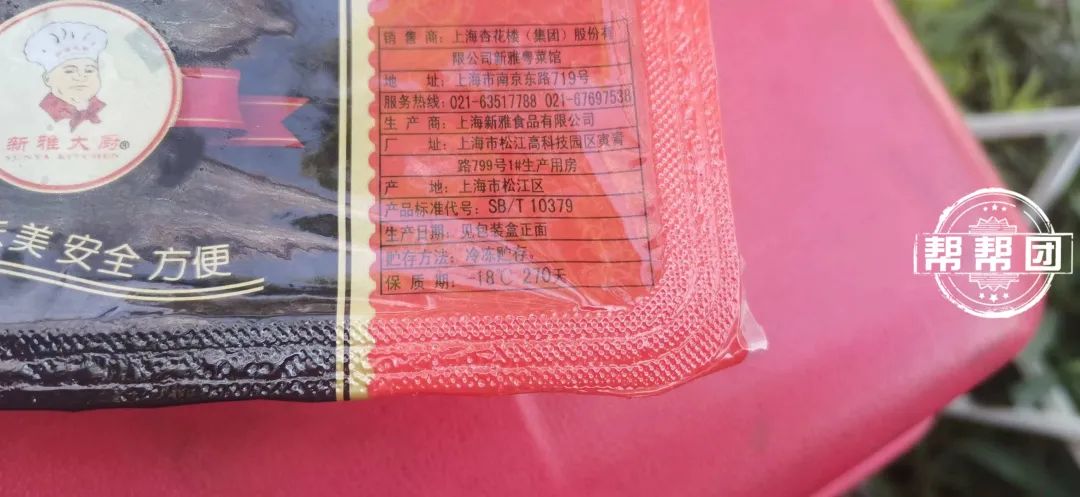 新雅大厨®
SUNYA KITCHEN
美 安全 方便
销 售 商：上海杏花楼（集团）股份有
限公司新雅粤菜馆
地 址：上海市南京东路719号
服务热线：021-63517788 021-67697538
生 产 商：上海新雅食品有限公司
厂 址：上海市松江高科技园区寅青
路799号1#生产用房
产 地：上海市松江区
产品标准代号：SB/T 10379
生产日期：见包装盒正面
贮存方法：冷冻贮存。
保 质 期：-18℃ 270天
帮帮团